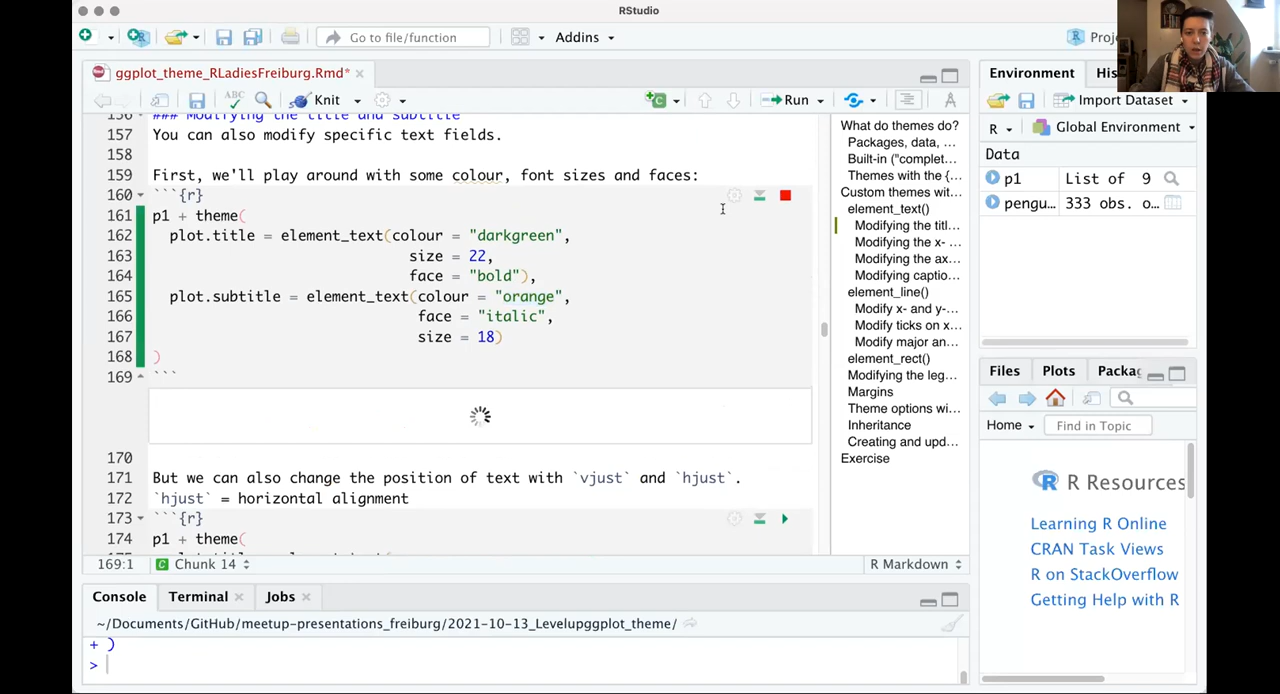 RStudio
Go to file/function
Addins
Proj
ggplot_theme_RLadiesFreiburg.Rmd*
ABC
Knit
Run
156 ### Modifying the title and subtitle
157 You can also modify specific text fields.
158
159 First, we'll play around with some colour, font sizes and faces:
160 ```{r}
161 p1 + theme(
162 plot.title = element_text(colour = "darkgreen",
163 size = 22,
164 face = "bold"),
165 plot.subtitle = element_text(colour = "orange",
166 face = "italic",
167 size = 18)
168 )
169 ```
170
171 But we can also change the position of text with `vjust` and `hjust`.
172 `hjust` = horizontal alignment
173 ```{r}
174 p1 + theme(
169:1 C Chunk 14 R Markdown
What do themes do?
Packages, data, ...
Built-in ("complet...
Themes with the {...
Custom themes wit...
element_text()
Modifying the titl...
Modifying the x- ...
Modifying the ax...
Modifying captio...
element_line()
Modify x- and y-...
Modify ticks on x...
Modify major an...
element_rect()
Modifying the leg...
Margins
Theme options wi...
Inheritance
Creating and upd...
Exercise
Console Terminal Jobs
~/Documents/GitHub/meetup-presentations_freiburg/2021-10-13_Levelupggplot_theme/
+ )
>
Environment His
Import Dataset
R Global Environment
Data
p1 List of 9
pengu... 333 obs. o...
Files Plots Packag
Home Find in Topic
R Resources
Learning R Online
CRAN Task Views
R on StackOverflow
Getting Help with R